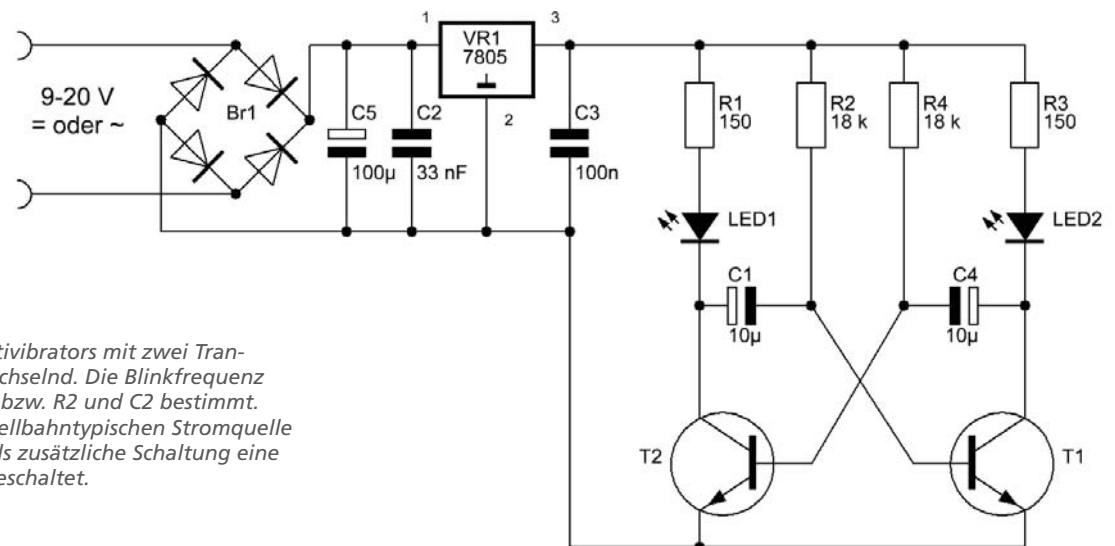 1
3
VR1
7805
2
9-20 V
= oder ~
Br1
C5
100µ
C2
33 nF
C3
100n
R1
150
R2
18 k
R4
18 k
R3
150
LED1
LED2
C1
10µ
C4
10µ
T2
T1
tivibrators mit zwei Tran-
chselnd. Die Blinkfrequenz
bzw. R2 und C2 bestimmt.
ellbahntypischen Stromquelle
ls zusätzliche Schaltung eine
eschaltet.